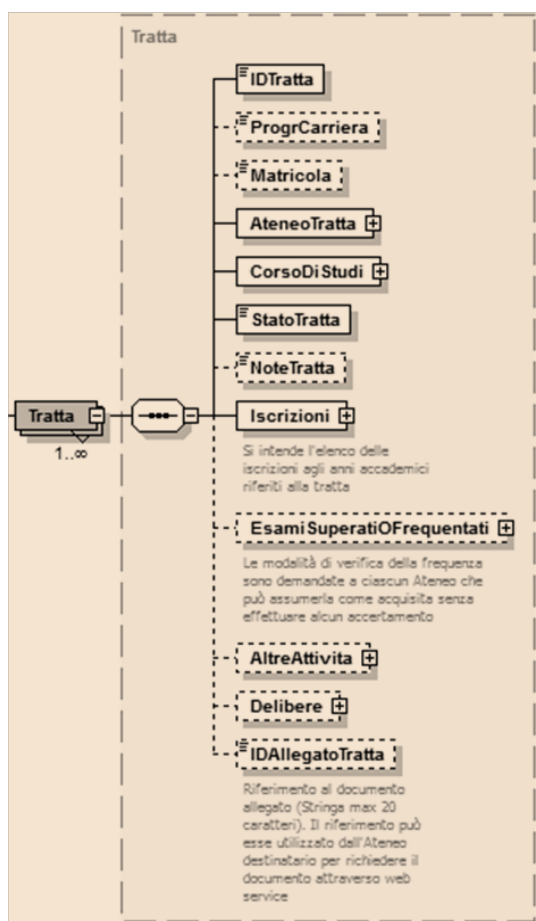 Tratta
IDTratta
ProgrCarriera
Matricola
AteneoTratta
CorsoDiStudi
StatoTratta
NoteTratta
Tratta
1..∞
Iscrizioni
Si intende l'elenco delle
iscrizioni agli anni accademici
riferiti alla tratta
EsamiSuperatiOFrequentati
Le modalità di verifica della frequenza
sono demandate a ciascun Ateneo che
può assumerla come acquisita senza
effettuare alcun accertamento
AltreAttivita
Delibere
IDAllegatoTratta
Riferimento al documento
allegato (Stringa max 20
caratteri). Il riferimento può
esse utilizzato dall'Ateneo
destinatario per richiedere il
documento attraverso web
service